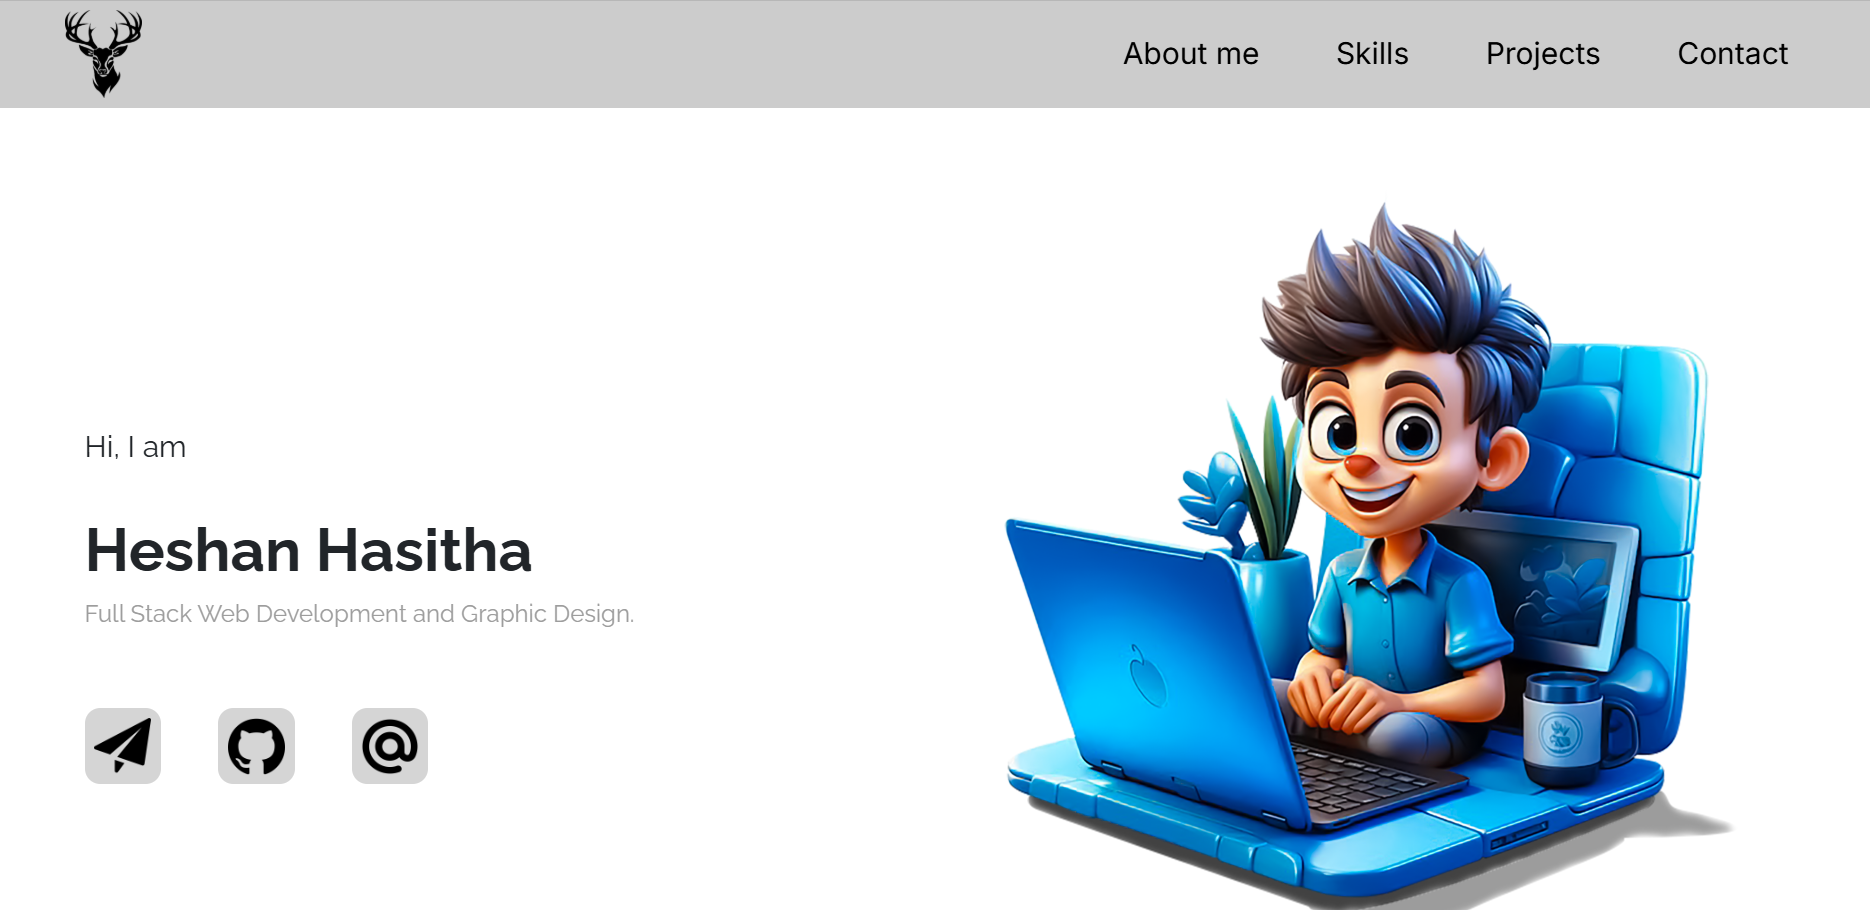 About me Skills Projects Contact
Hi, I am
Heshan Hasitha
Full Stack Web Development and Graphic Design.